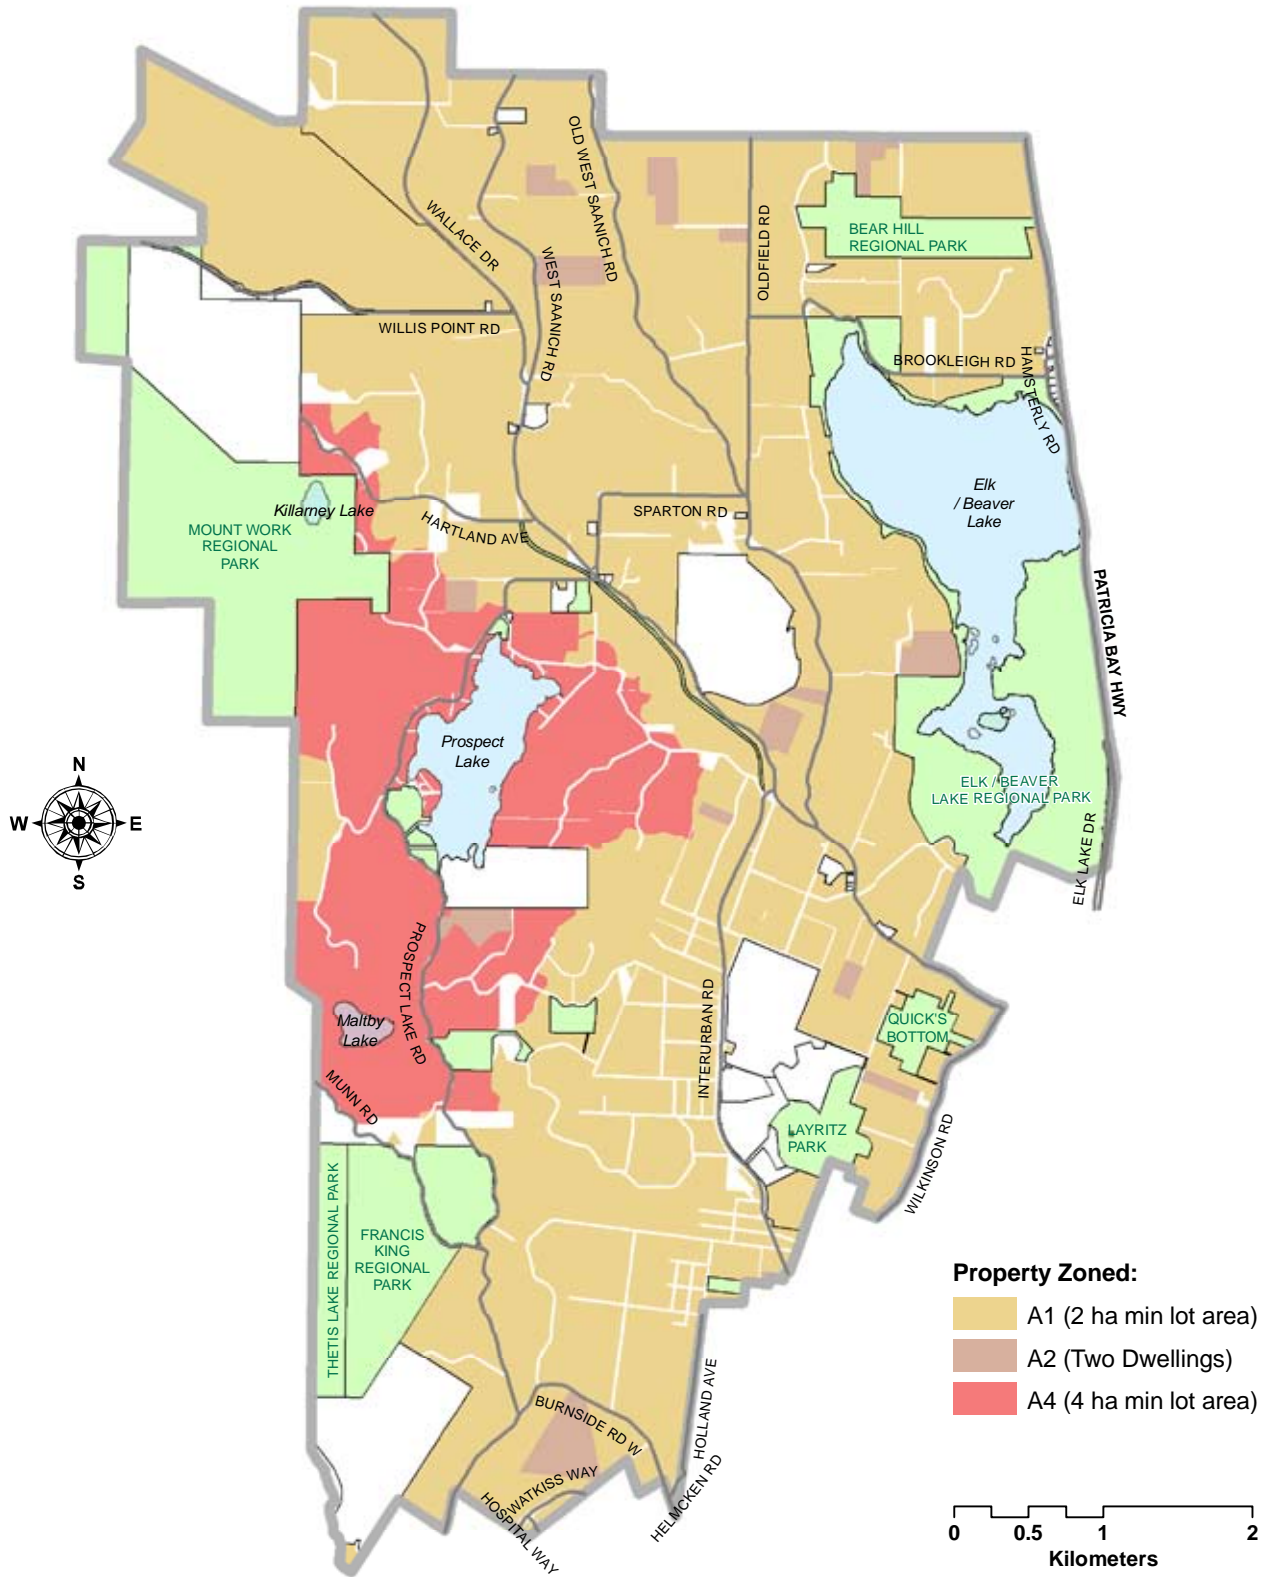 OLD WEST SAANICH RD
WALLACE DR
WEST SAANICH RD
OLDFIELD RD
BEAR HILL
REGIONAL PARK
WILLIS POINT RD
BROOKLEIGH RD
HAMSTERLY RD
Elk
/ Beaver
Lake
Killarney Lake
SPARTON RD
HARTLAND AVE
MOUNT WORK
REGIONAL
PARK
PATRICIA BAY HWY
Prospect
Lake
N
W
E
S
ELK / BEAVER
LAKE REGIONAL PARK
ELK LAKE DR
PROSPECT LAKE RD
INTERURBAN RD
Maltby
Lake
QUICK'S
BOTTOM
MUNN RD
LAYRITZ
PARK
WILKINSON RD
THETIS LAKE REGIONAL PARK
FRANCIS
KING
REGIONAL
PARK
Property Zoned:
A1 (2 ha min lot area)
A2 (Two Dwellings)
A4 (4 ha min lot area)
HOLLAND AVE
BURNSIDE RD W
WATKISS WAY
HOSPITAL WAY
HELMCKEN RD
0 0.5 1 2
Kilometers